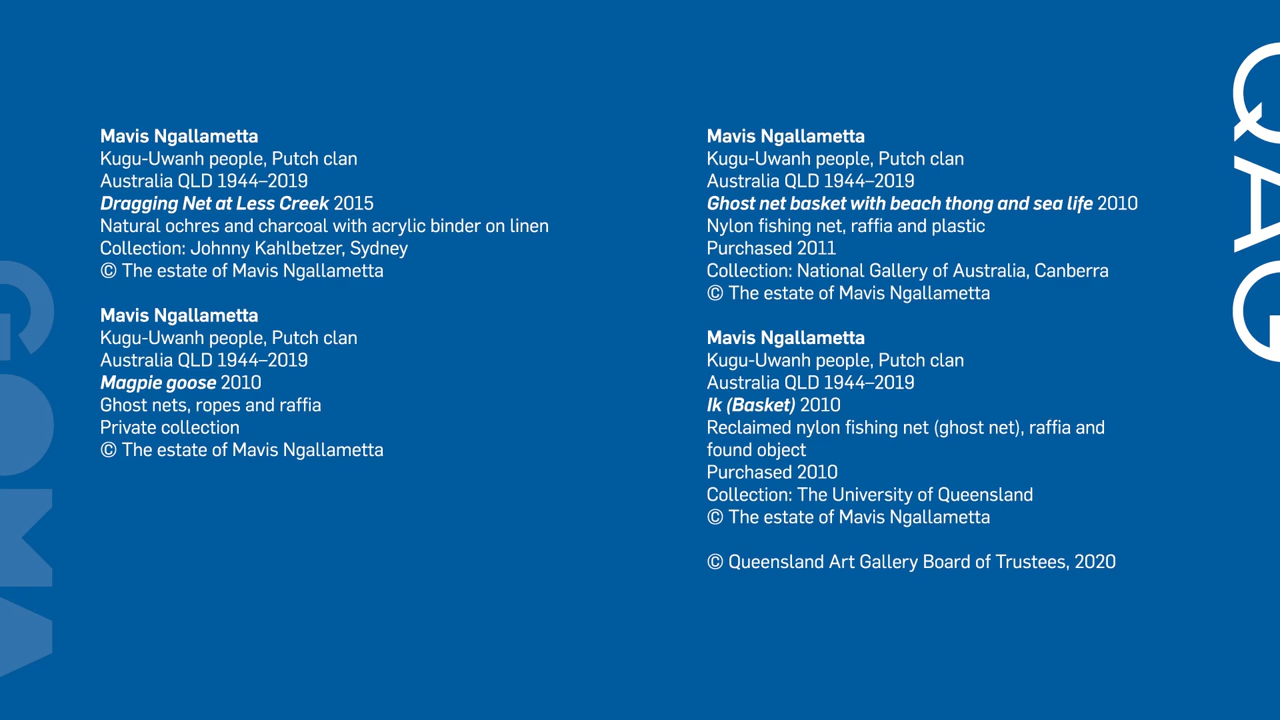 Mavis Ngallametta
Kugu-Uwanh people, Putch clan
Australia QLD 1944–2019
Dragging Net at Less Creek 2015
Natural ochres and charcoal with acrylic binder on linen
Collection: Johnny Kahlbetzer, Sydney
© The estate of Mavis Ngallametta
Mavis Ngallametta
Kugu-Uwanh people, Putch clan
Australia QLD 1944–2019
Magpie goose 2010
Ghost nets, ropes and raffia
Private collection
© The estate of Mavis Ngallametta
Mavis Ngallametta
Kugu-Uwanh people, Putch clan
Australia QLD 1944–2019
Ghost net basket with beach thong and sea life 2010
Nylon fishing net, raffia and plastic
Purchased 2011
Collection: National Gallery of Australia, Canberra
© The estate of Mavis Ngallametta
Mavis Ngallametta
Kugu-Uwanh people, Putch clan
Australia QLD 1944–2019
Ik (Basket) 2010
Reclaimed nylon fishing net (ghost net), raffia and
found object
Purchased 2010
Collection: The University of Queensland
© The estate of Mavis Ngallametta
© Queensland Art Gallery Board of Trustees, 2020
QAG
GOMA